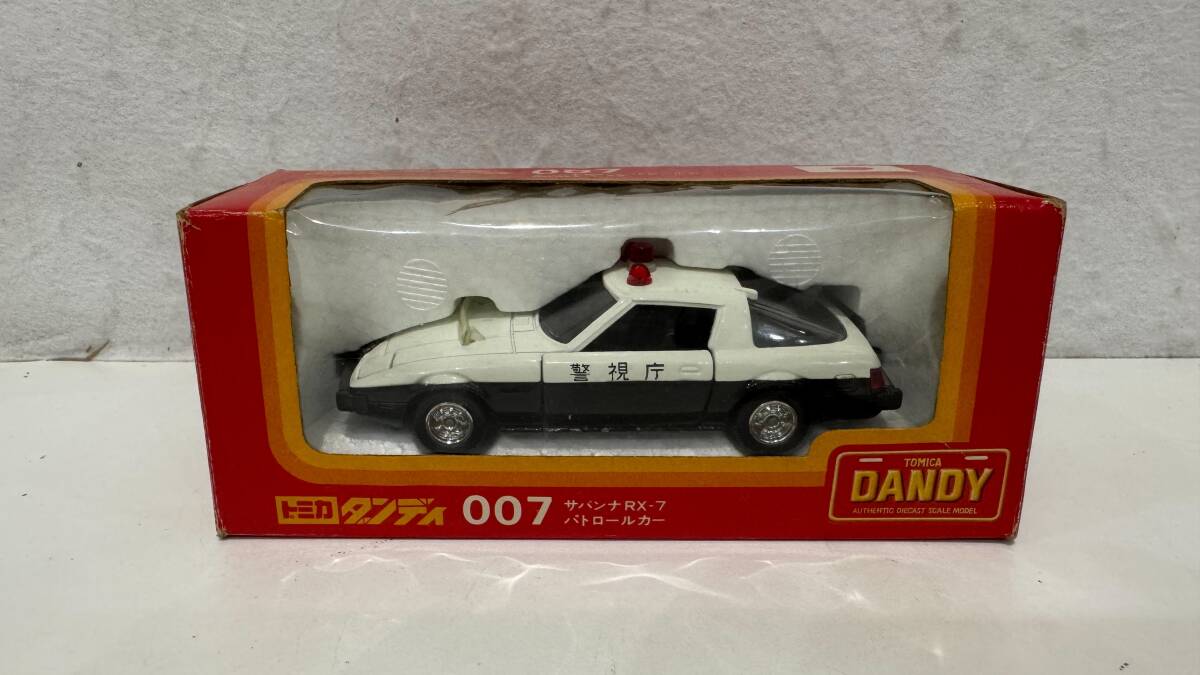 007
警視庁
トミカ ダンディ 007 サバンナRX-7
パトロールカー
TOMICA
DANDY
AUTHENTIC DIECAST SCALE MODEL